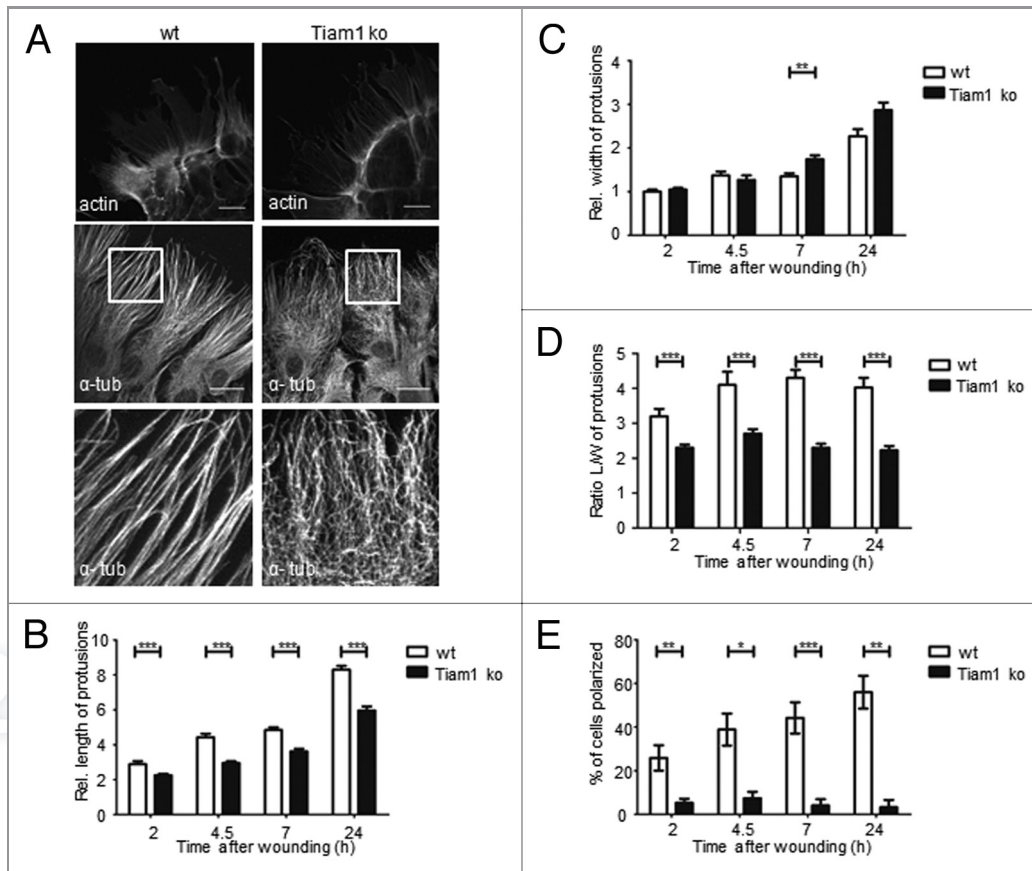 A
wt
Tiam1 ko
actin
actin
α-tub
α- tub
α- tub
α- tub
B
Rel. length of protusions
10
8
6
4
2
0
***
***
***
***
wt
Tiam1 ko
2
4.5
7
24
Time after wounding (h)
C
Rel. width of protusions
4
3
2
1
0
**
wt
Tiam1 ko
2
4.5
7
24
Time after wounding (h)
D
Ratio L/W of protusions
5
4
3
2
1
0
***
***
***
***
wt
Tiam1 ko
2
4.5
7
24
Time after wounding (h)
E
% of cells polarized
80
60
40
20
0
**
*
***
**
wt
Tiam1 ko
2
4.5
7
24
Time after wounding (h)